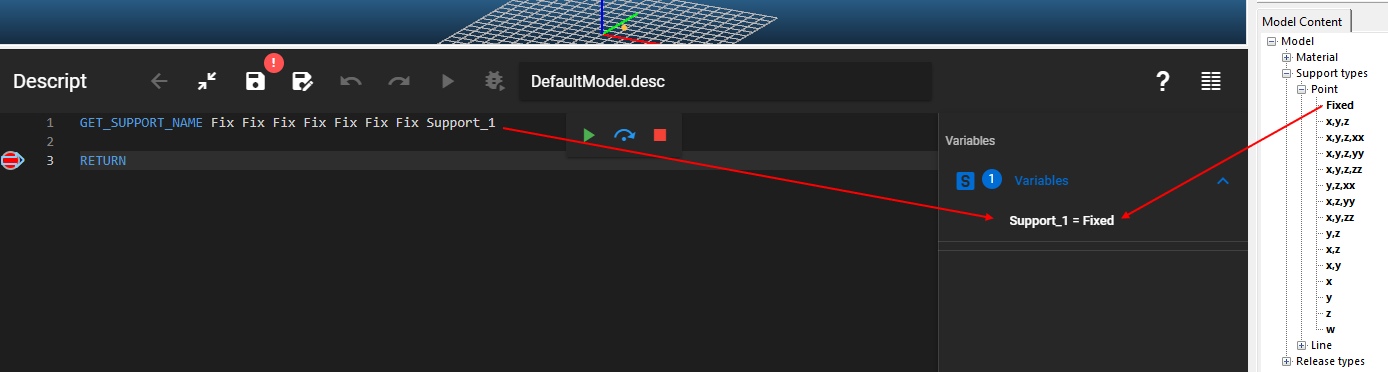 Descript
!
DefaultModel.desc
?
1 GET_SUPPORT_NAME Fix Fix Fix Fix Fix Fix Fix Support_1
2
3 RETURN
Variables
S 1 Variables
Support_1 = Fixed
Model Content
Model
Material
Support types
Point
Fixed
x,y,z
x,y,z,xx
x,y,z,yy
x,y,z,zz
y,z,xx
x,z,yy
x,y,zz
y,z
x,z
x,y
x
y
z
w
Line
Release types